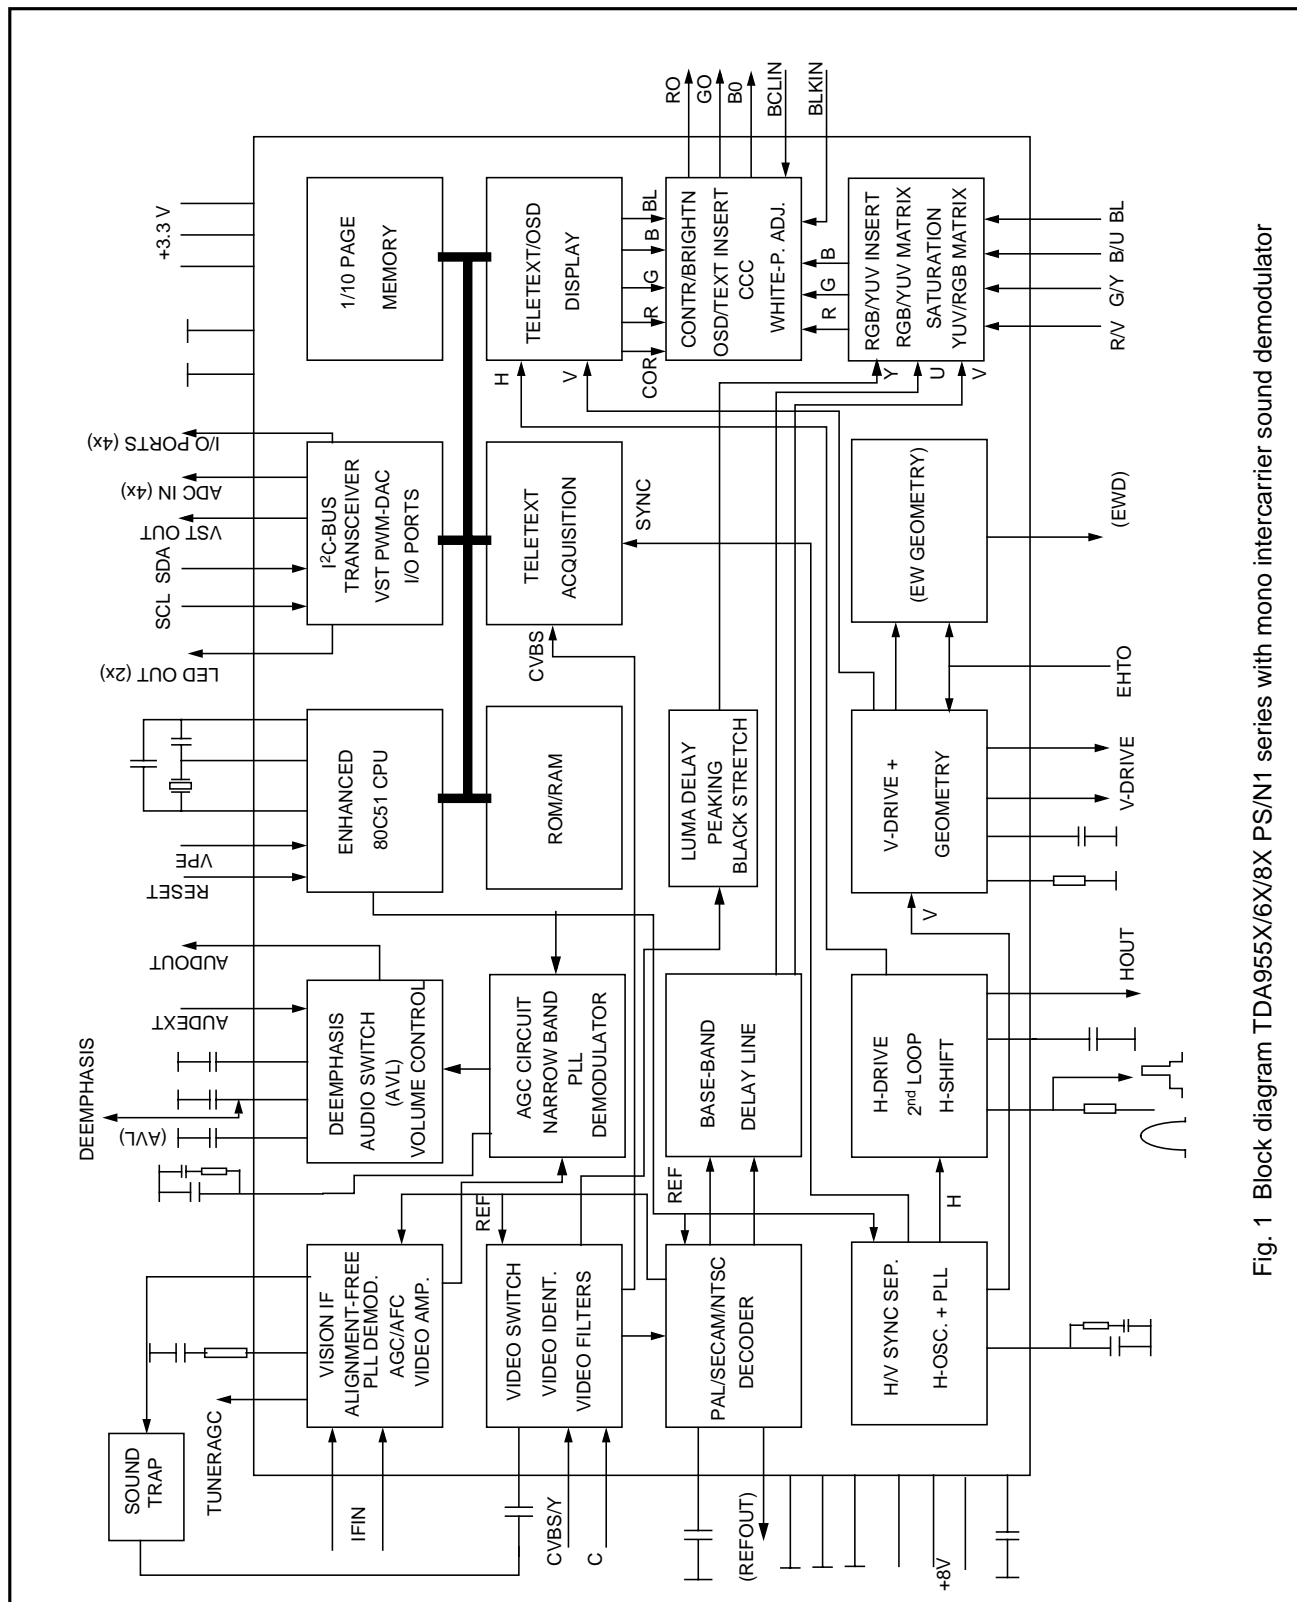 SOUND
TRAP
TUNERAGC
(AVL)
DEEMPHASIS
AUDEXT
AUDOUT
RESET
VPE
LED OUT (2x)
SCL
SDA
VST OUT
ADC IN (4x)
I/O PORTS (4x)
+3.3 V
IFIN
VISION IF
ALIGNMENT-FREE
PLL DEMOD.
AGC/AFC
VIDEO AMP.
DEEMPHASIS
AUDIO SWITCH
(AVL)
VOLUME CONTROL
ENHANCED
80C51 CPU
I²C-BUS
TRANSCEIVER
VST PWM-DAC
I/O PORTS
1/10 PAGE
MEMORY
REF
CVBS
H
V
CVBS/Y
C
VIDEO SWITCH
VIDEO IDENT.
VIDEO FILTERS
AGC CIRCUIT
NARROW BAND
PLL
DEMODULATOR
ROM/RAM
TELETEXT
ACQUISITION
TELETEXT/OSD
DISPLAY
SYNC
COR
R
G
B
BL
REF
(REFOUT)
PAL/SECAM/NTSC
DECODER
BASE-BAND
DELAY LINE
LUMA DELAY
PEAKING
BLACK STRETCH
CONTR/BRIGHTN
OSD/TEXT INSERT
CCC
WHITE-P. ADJ.
RO
GO
B0
BCLIN
BLKIN
R
G
B
Y
U
V
+8V
H/V SYNC SEP.
H-OSC. + PLL
H
H-DRIVE
2nd LOOP
H-SHIFT
V
V-DRIVE +
GEOMETRY
(EW GEOMETRY)
RGB/YUV INSERT
RGB/YUV MATRIX
SATURATION
YUV/RGB MATRIX
HOUT
V-DRIVE
EHTO
(EWD)
R/V
G/Y
B/U
BL
Fig. 1 Block diagram TDA955X/6X/8X PS/N1 series with mono intercarrier sound demodulator